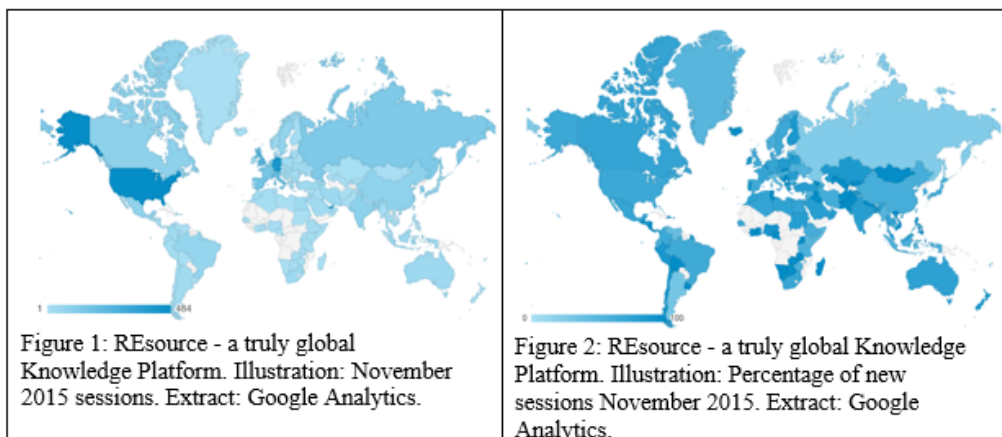 1 484
Figure 1: REsource - a truly global
Knowledge Platform. Illustration: November
2015 sessions. Extract: Google Analytics.
0 100
Figure 2: REsource - a truly global Knowledge
Platform. Illustration: Percentage of new
sessions November 2015. Extract: Google
Analytics.